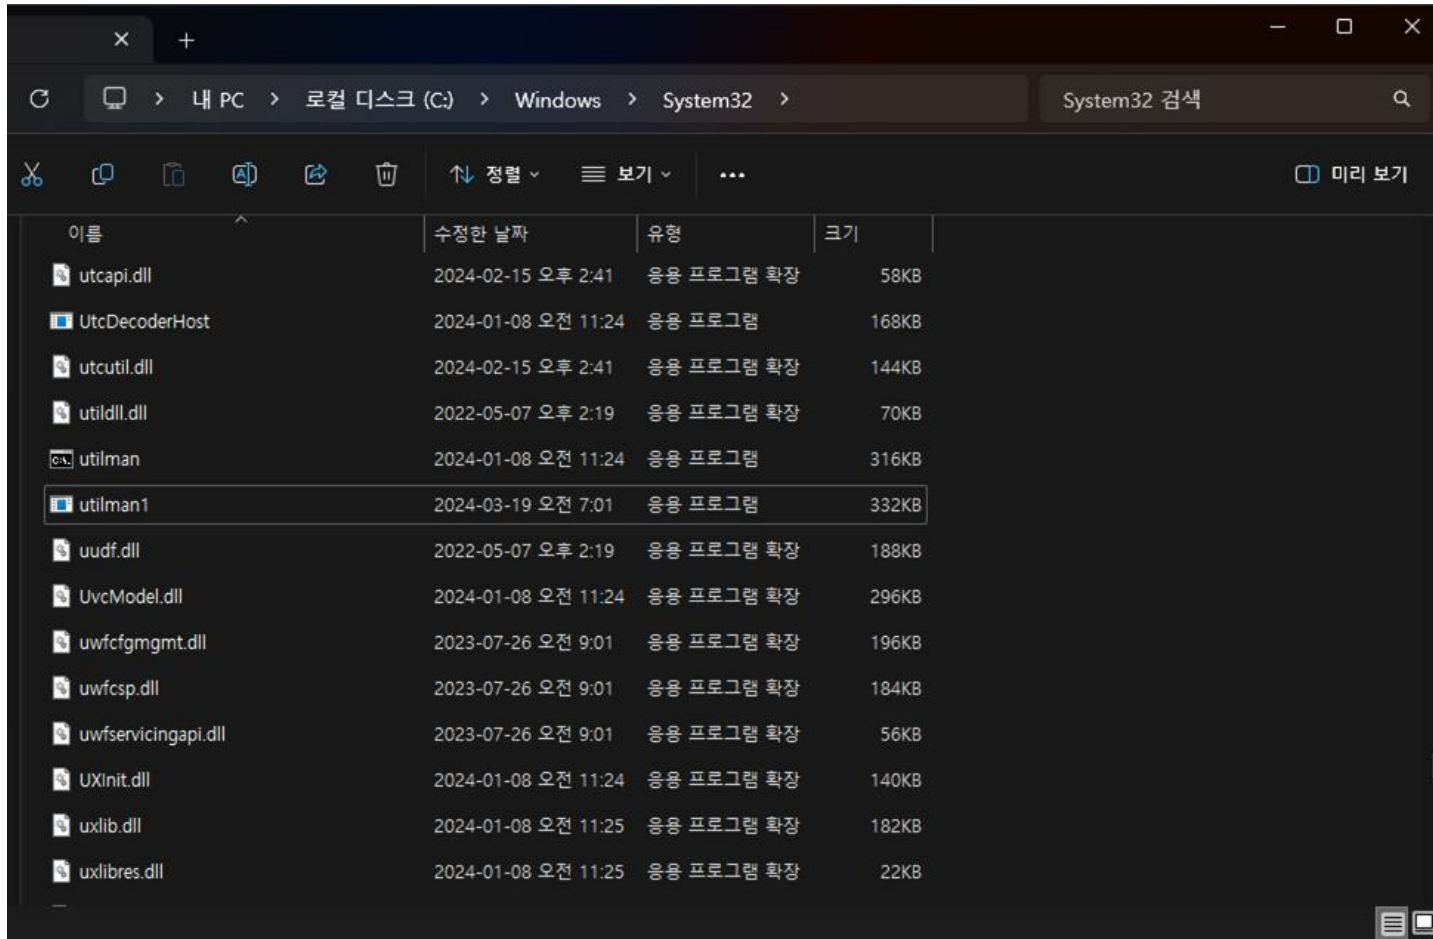 내 PC > 로컬 디스크 (C:) > Windows > System32 > System32 검색
정렬 보기 ••• 미리 보기
이름 수정한 날짜 유형 크기
utcapi.dll 2024-02-15 오후 2:41 응용 프로그램 확장 58KB
UtcDecoderHost 2024-01-08 오전 11:24 응용 프로그램 168KB
utcutil.dll 2024-02-15 오후 2:41 응용 프로그램 확장 144KB
utildll.dll 2022-05-07 오후 2:19 응용 프로그램 확장 70KB
utilman 2024-01-08 오전 11:24 응용 프로그램 316KB
utilman1 2024-03-19 오전 7:01 응용 프로그램 332KB
uudf.dll 2022-05-07 오후 2:19 응용 프로그램 확장 188KB
UvcModel.dll 2024-01-08 오전 11:24 응용 프로그램 확장 296KB
uwfcfgmgmt.dll 2023-07-26 오전 9:01 응용 프로그램 확장 196KB
uwfcsp.dll 2023-07-26 오전 9:01 응용 프로그램 확장 184KB
uwfservicingapi.dll 2023-07-26 오전 9:01 응용 프로그램 확장 56KB
UXInit.dll 2024-01-08 오전 11:24 응용 프로그램 확장 140KB
uxlib.dll 2024-01-08 오전 11:25 응용 프로그램 확장 182KB
uxlibres.dll 2024-01-08 오전 11:25 응용 프로그램 확장 22KB